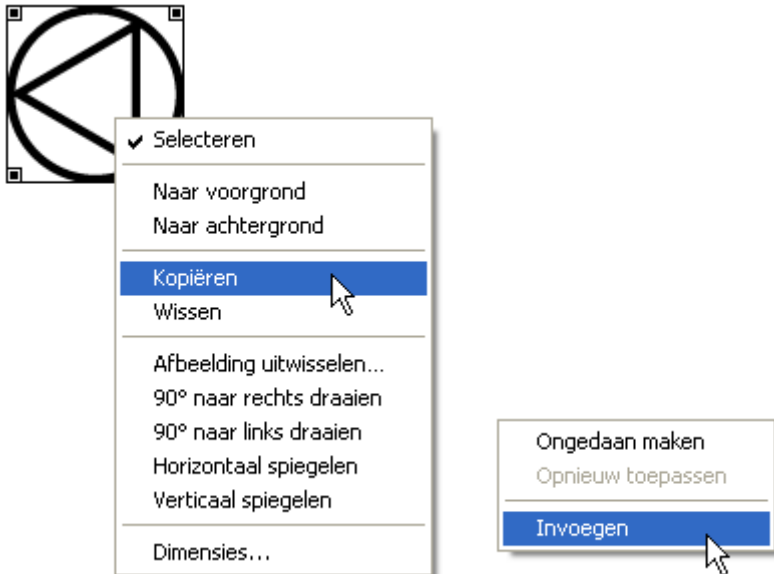 Selecteren
Naar voorgrond
Naar achtergrond
Kopiëren
Wissen
Afbeelding uitwisselen...
90° naar rechts draaien
90° naar links draaien
Horizontaal spiegelen
Verticaal spiegelen
Dimensies...
Ongedaan maken
Opnieuw toepassen
Invoegen